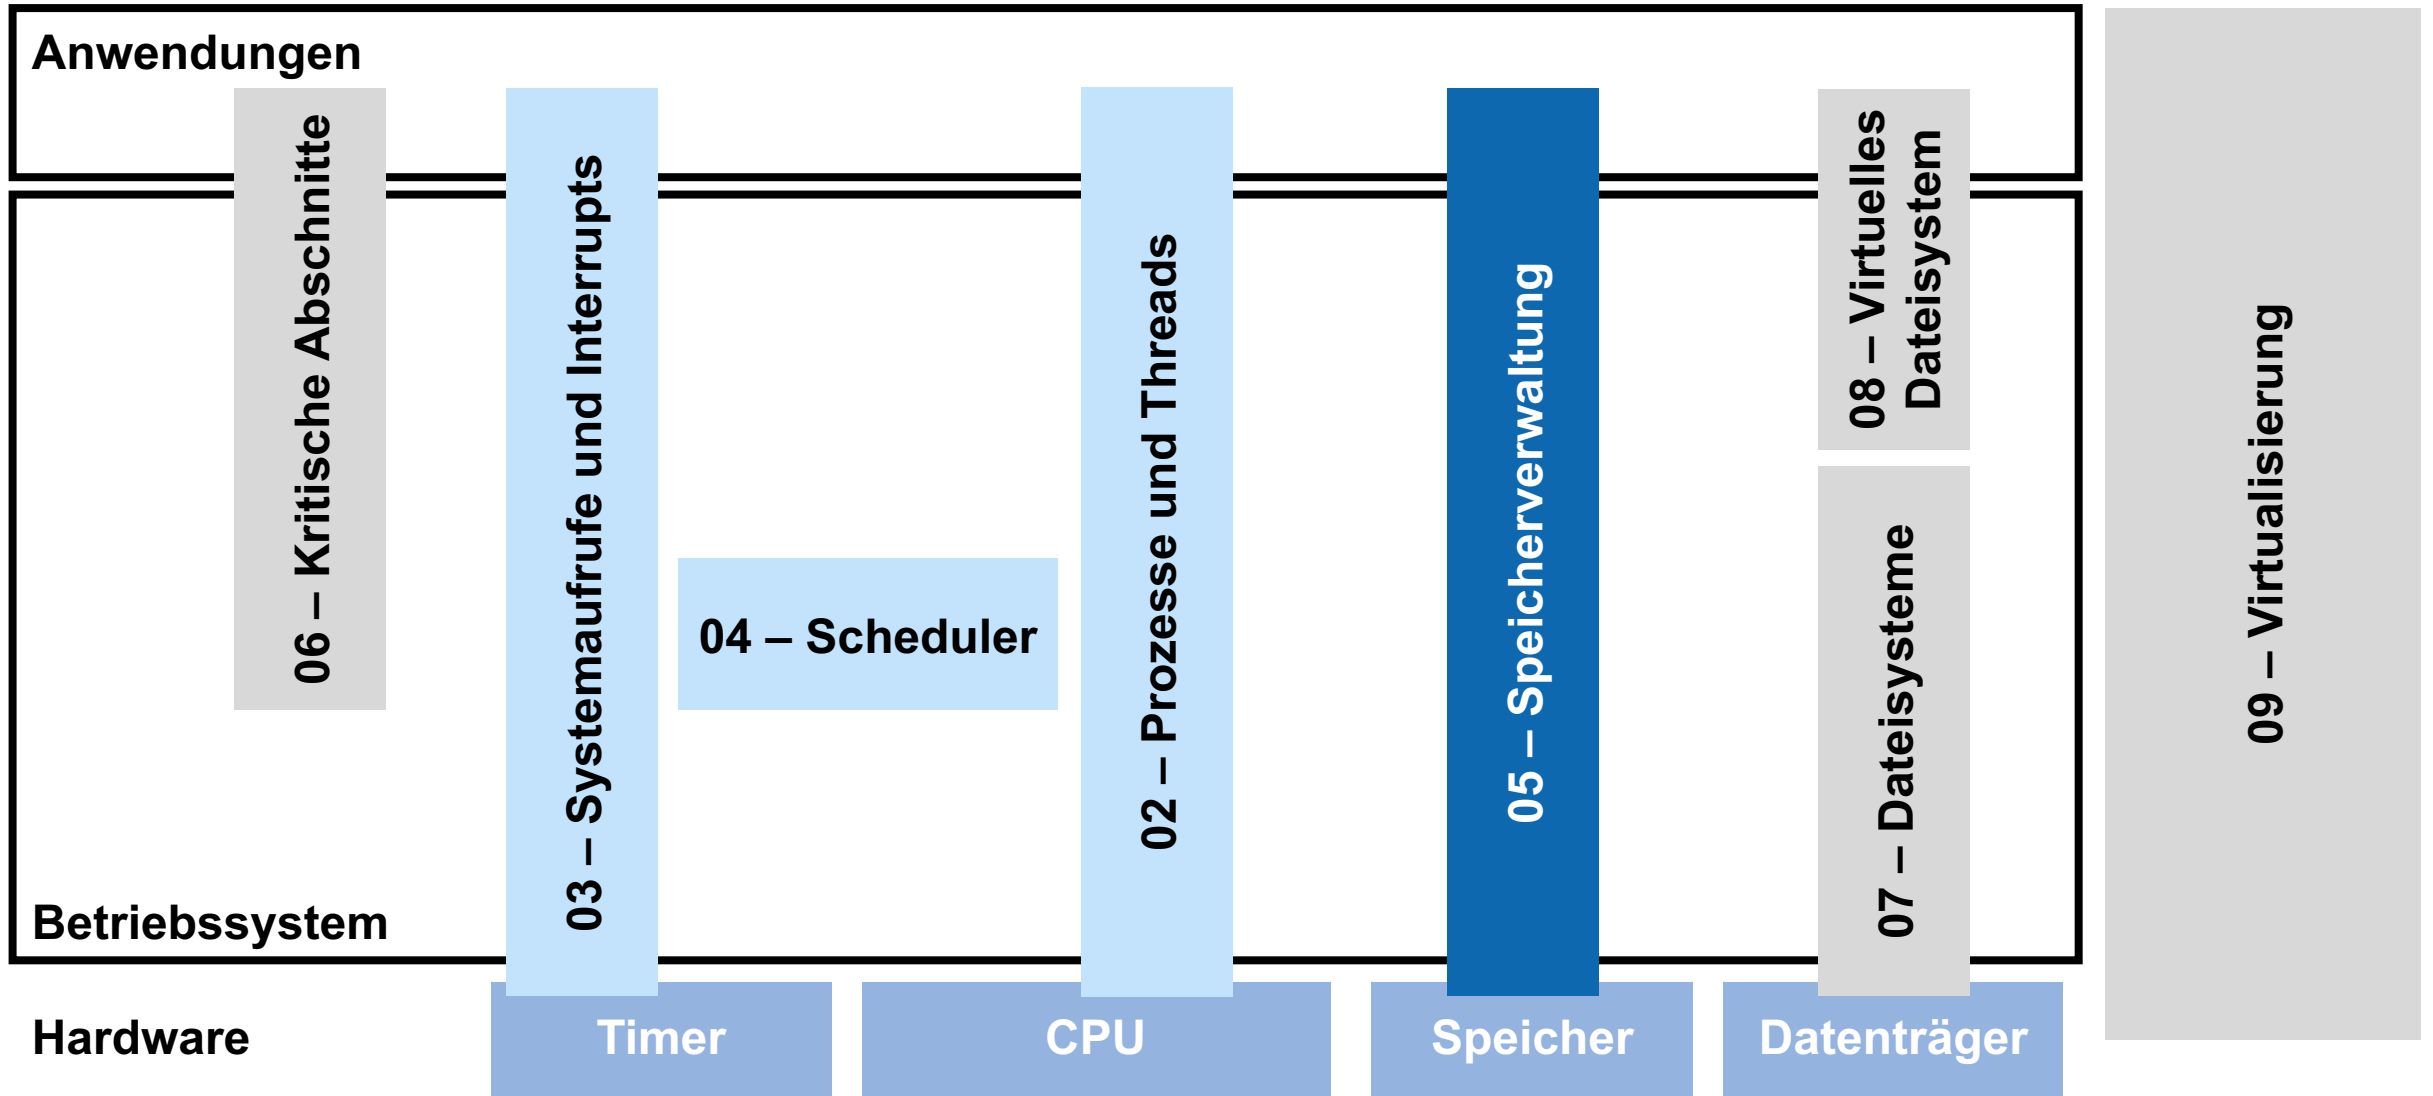 Anwendungen
06 – Kritische Abschnitte
03 – Systemaufrufe und Interrupts
04 – Scheduler
02 – Prozesse und Threads
05 – Speicherverwaltung
08 – Virtuelles
Dateisystem
07 – Dateisysteme
09 – Virtualisierung
Betriebssystem
Hardware
Timer
CPU
Speicher
Datenträger